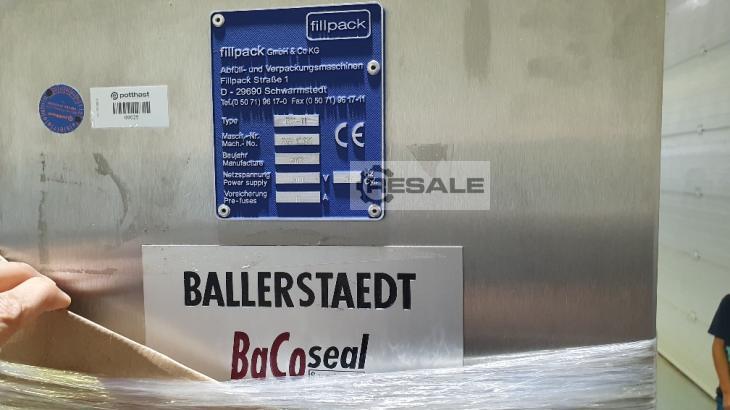 fillpack
fillpack GmbH & Co KG
Abfüll- und Verpackungsmaschinen
Fillpack Straße 1
D - 29690 Schwarmstedt
Tel.(0 50 71) 96 17-0 Fax (0 50 71) 96 17-11
Type
Masch.-Nr.
Mach.- No.
Baujahr
Manufacture
Netzspannung
Power supply
V
Hz
Cyl.
Vorsicherung
Pre-fuses
A
CE
potthast
RESALE
BALLERSTAEDT
BaCoseal